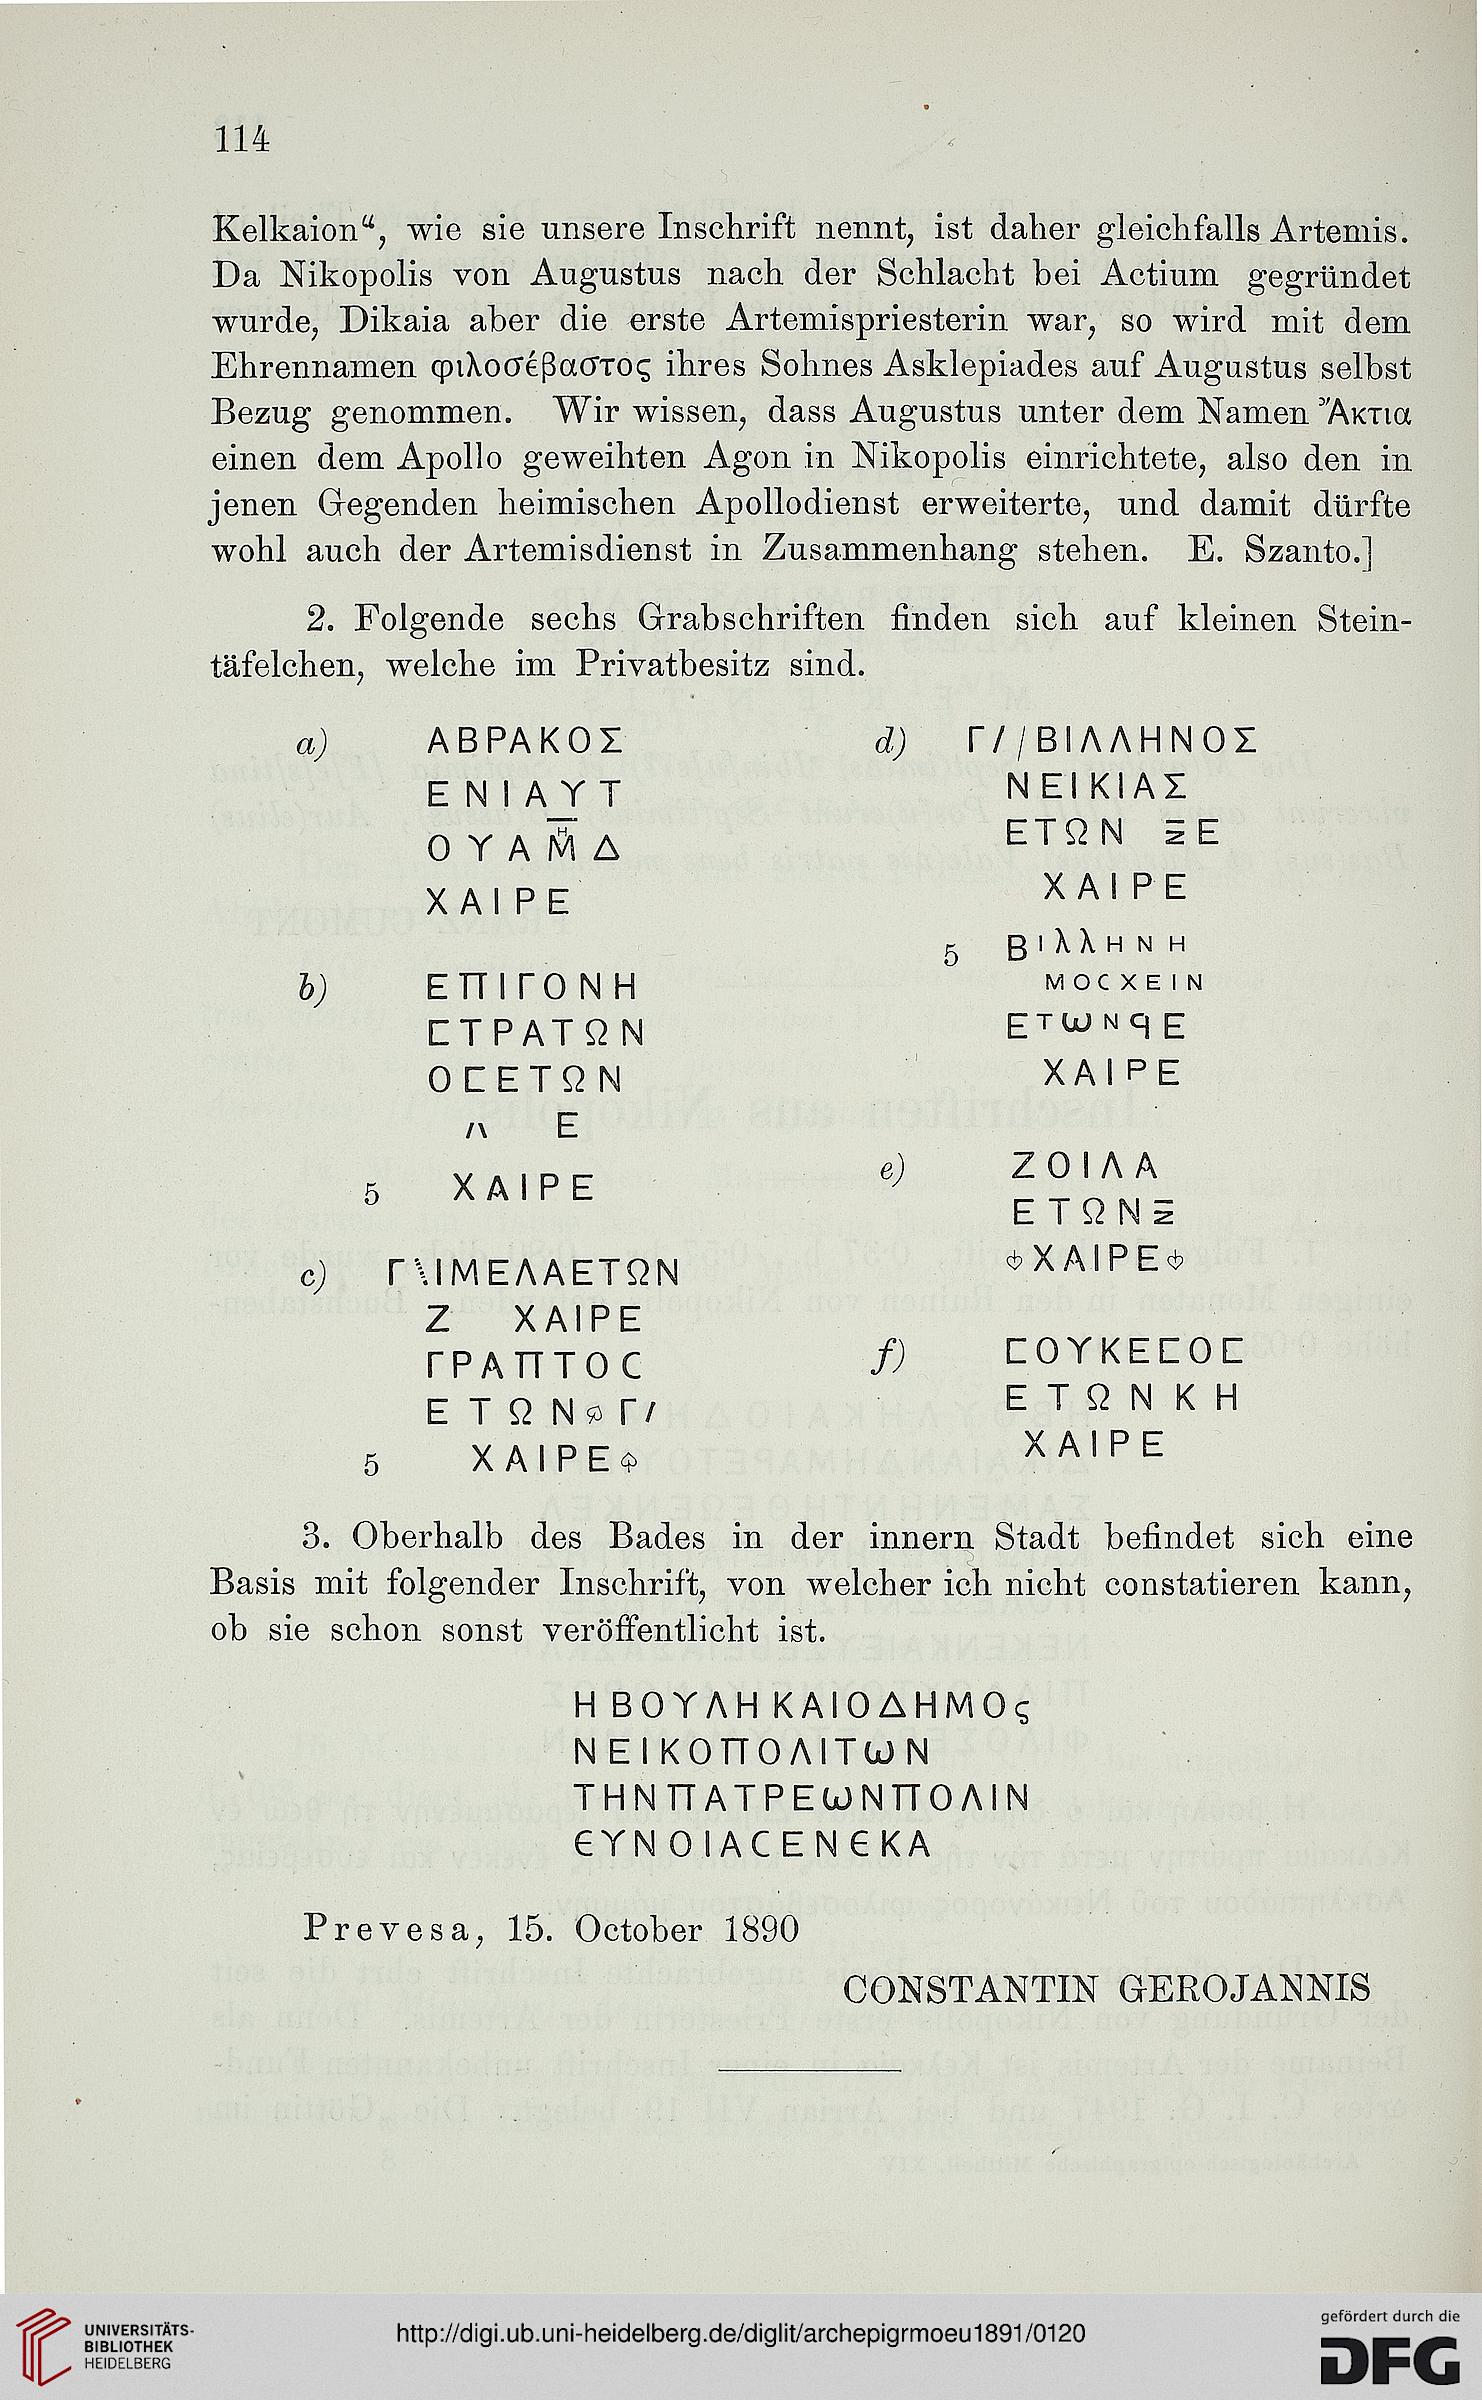 114
Kelkaion“, wie sie unsere Inschrift nennt, ist daher gleichfalls Artemis.
Da Nikopolis von Augustus nach der Schlacht bei Actium gegründet
wurde, Dikaia aber die erste Artemispriesterin war, so wird mit dem
Ehrennamen φιλοσέβαστος ihres Sohnes Asklepiades auf Augustus selbst
Bezug genommen. Wir wissen, dass Augustus unter dem Namen Ἄκτια
einen dem Apollo geweihten Agon in Nikopolis einrichtete, also den in
jenen Gegenden heimischen Apollodienst erweiterte, und damit dürfte
wohl auch der Artemisdienst in Zusammenhang stehen. E. Szanto.]
2. Folgende sechs Grabschriften finden sich auf kleinen Stein-
täfelchen, welche im Privatbesitz sind.
a) ΑΒΡΑΚΟΣ
ΕΝΙΑΥΤ
ΟΥΑΜΗΔ
ΧΑΙΡΕ
b) ΕΠΙΓΟΝΗ
ΣΤΡΑΤΩΝ
ΟΣΕΤΩΝ
Λ Ε
5 ΧΑΙΡΕ
c) Γ\\ΙΜΕΛΑΕΤΩΝ
Ζ ΧΑΙΡΕ
ΓΡΑΠΤΟC
ΕΤΩΝ Γ/
5 ΧΑΙΡΕ
d) Γ//ΒΙΛΛΗΝΟΣ
ΝΕΙΚΙΑΣ
ΕΤΩΝ ΞΕ
ΧΑΙΡΕ
5 ΒΙΛΛΗΝΗ
ΜΟCΧΕΙΝ
ΕΤωΝϤΕ
ΧΑΙΡΕ
e) ΖΟΙΛΑ
ΕΤΩΝΞ
ΧΑΙΡΕ
f) ΣΟΥΚΕΣΟΣ
ΕΤΩΝΚΗ
ΧΑΙΡΕ
3. Oberhalb des Bades in der innern Stadt befindet sich eine
Basis mit folgender Inschrift, von welcher ich nicht constatieren kann,
ob sie schon sonst veröffentlicht ist.
ΗΒΟΥΛΗΚΑΙΟΔΗΜΟς
ΝΕΙΚΟΠΟΛΙΤωΝ
ΤΗΝΠΑΤΡΕωΝΠΟΛΙΝ
ЄΥΝΟΙΑCΕΝЄΚΑ
Prevesa, 15. October 1890
CONSTANTIN GEROJANNIS
UNIVERSITÄTS-
BIBLIOTHEK
HEIDELBERG
http://digi.ub.uni-heidelberg.de/diglit/archepigrmoeu1891/0120
gefördert durch die
DFG